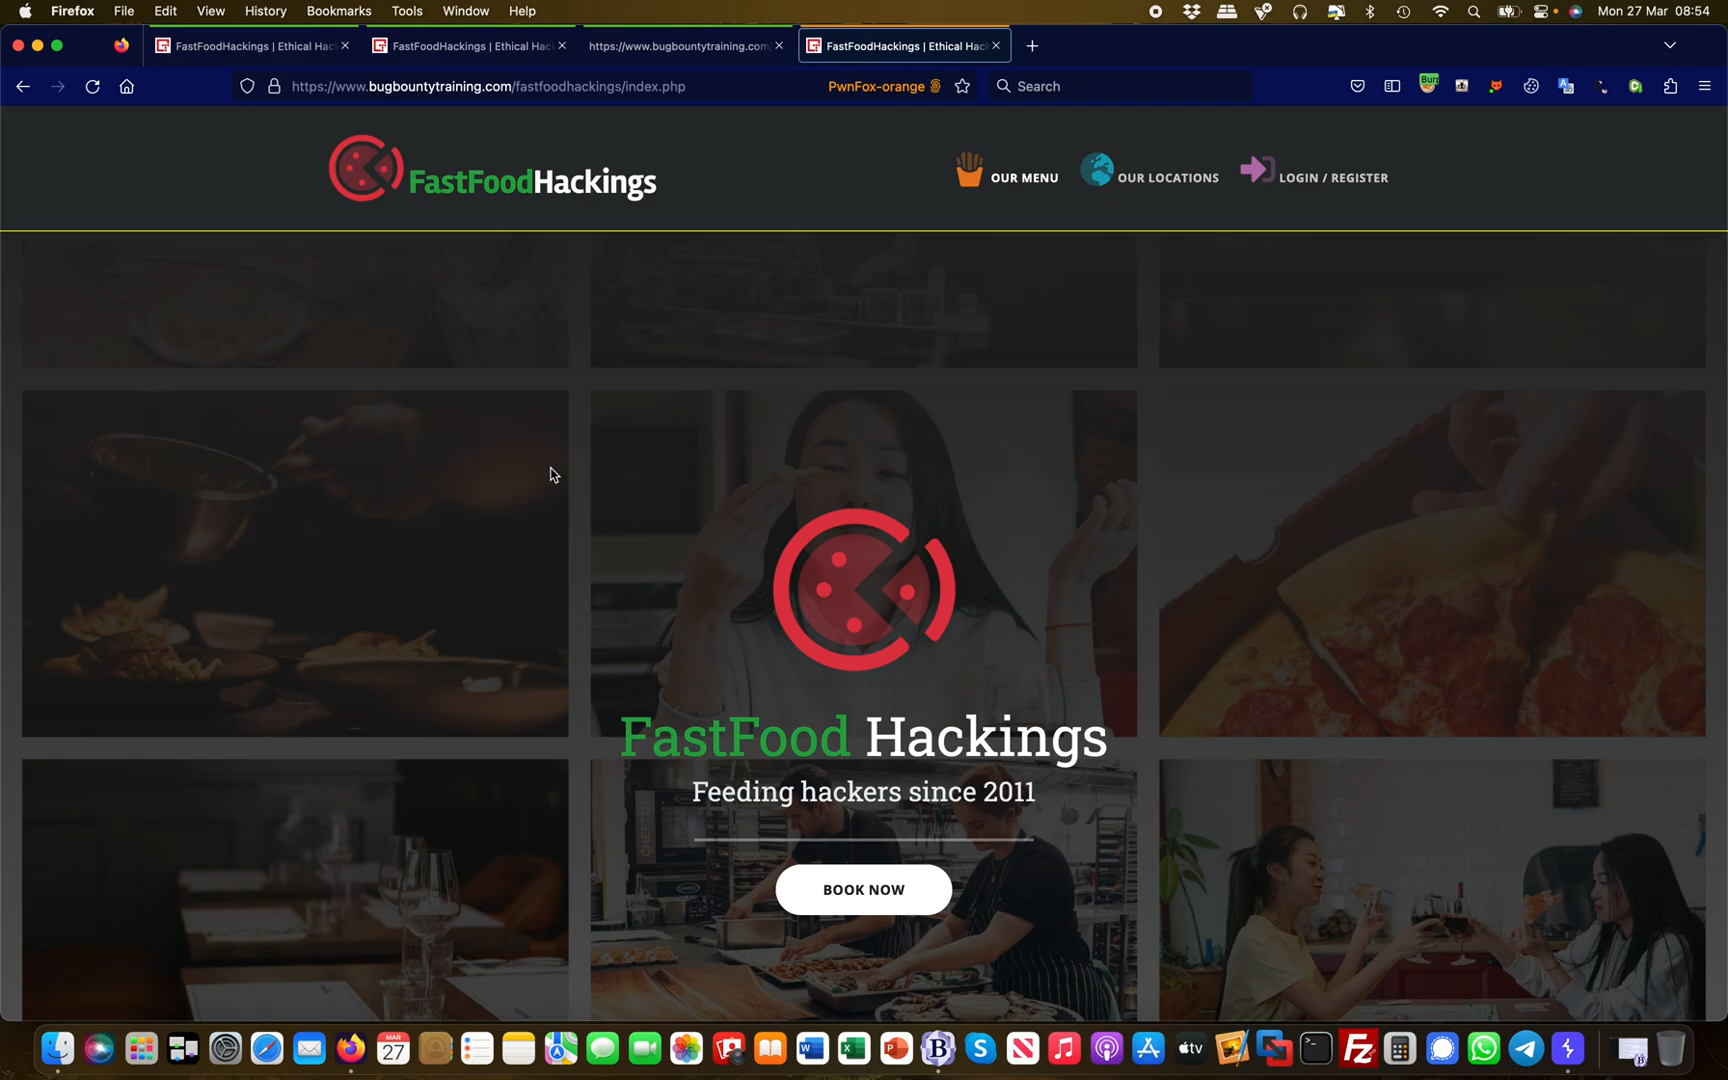 Firefox File Edit View History Bookmarks Tools Window Help Mon 27 Mar 08:54
FastFoodHackings | Ethical Hac FastFoodHackings | Ethical Hac https://www.bugbountytraining.com FastFoodHackings | Ethical Hac
https://www.bugbountytraining.com/fastfoodhackings/index.php PwnFox-orange Search Burp
FastFoodHackings OUR MENU OUR LOCATIONS LOGIN / REGISTER
FastFood Hackings
Feeding hackers since 2011
BOOK NOW
MAR
27
tv